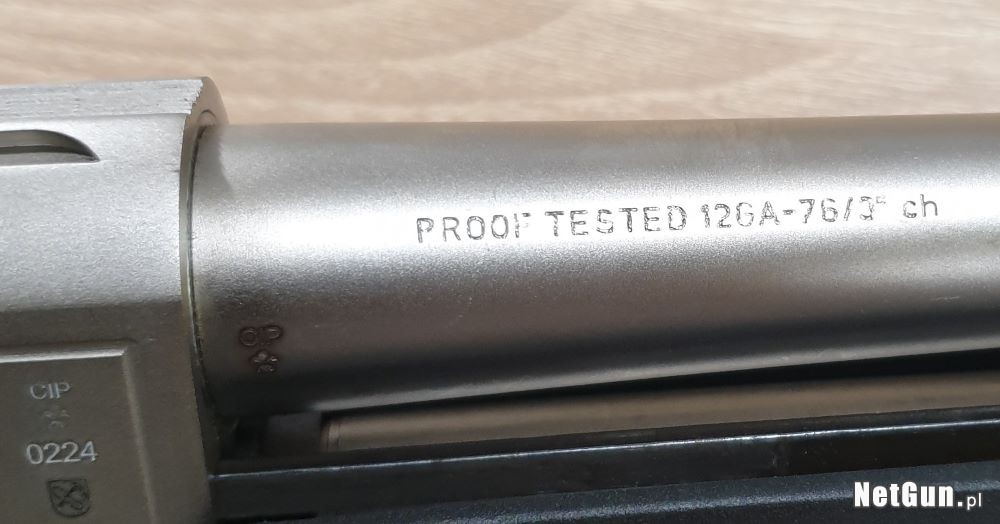 PROOF TESTED 12GA-76/3" ch
CIP
CIP
0224
NetGun.pl